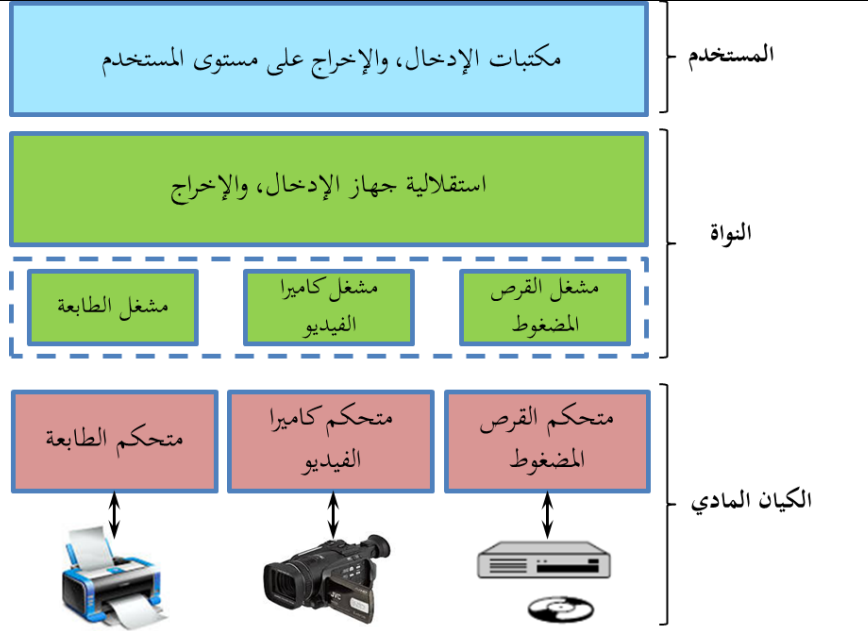 المستخدم
مكتبات الإدخال، والإخراج على مستوى المستخدم
النواة
استقلالية جهاز الإدخال، والإخراج
مشغل القرص
المضغوط
مشغل كاميرا
الفيديو
مشغل الطابعة
الكيان المادي
متحكم القرص
المضغوط
متحكم كاميرا
الفيديو
متحكم الطابعة
JVC